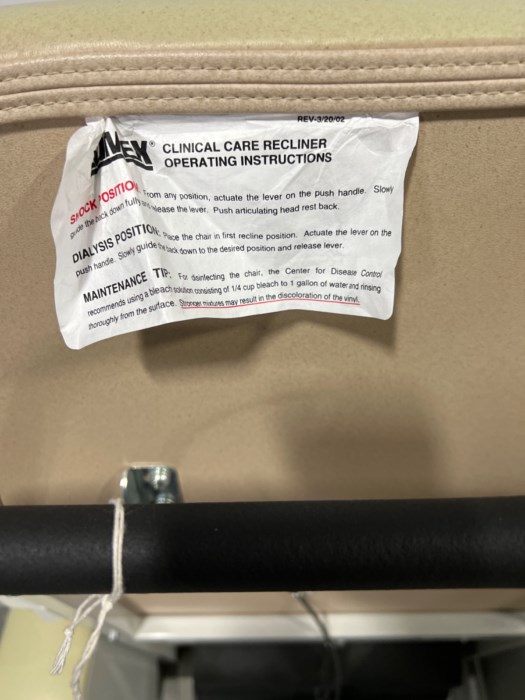 REV-3/20/02
CLINICAL CARE RECLINER
OPERATING INSTRUCTIONS
SHOCK POSITION From any position, actuate the lever on the push handle. Slowly
guide the back down fully release the lever. Push articulating head rest back.
DIALYSIS POSITION: Place the chair in first recline position. Actuate the lever on the
push handle. Slowly guide the back down to the desired position and release lever.
MAINTENANCE TIP: For disinfecting the chair, the Center for Disease Control
recommends using a bleach solution consisting of 1/4 cup bleach to 1 gallon of water and rinsing
thoroughly from the surface. Stronger mixtures may result in the discoloration of the vinyl.